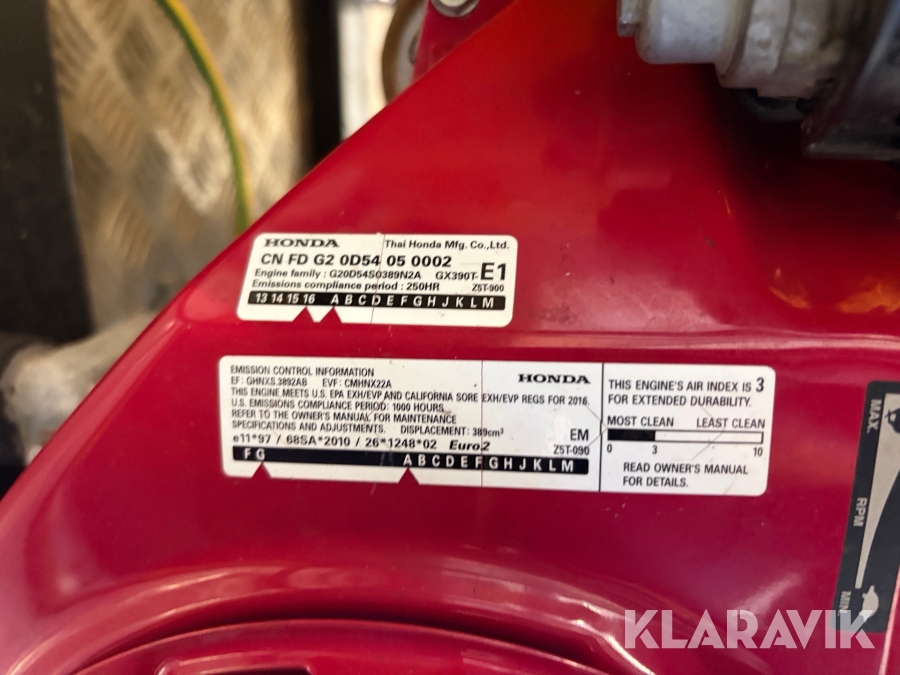 HONDA Thai Honda Mfg. Co.,Ltd.
CN FD G2 0D54 05 0002
Engine family : G20D54S0389N2A GX390T-E1
Emissions compliance period : 250HR Z5T-900
13 14 15 16 A B C D E F G H J K L M
EMISSION CONTROL INFORMATION HONDA
EF: GHNXS.3892AB EVF: CMHNX22A
THIS ENGINE MEETS U.S. EPA EXH/EVP AND CALIFORNIA SORE EXH/EVP REGS FOR 2016.
U.S. EMISSIONS COMPLIANCE PERIOD: 1000 HOURS.
REFER TO THE OWNER'S MANUAL FOR MAINTENANCE
SPECIFICATIONS AND ADJUSTMENTS. DISPLACEMENT: 389cm³ EM
e11*97 / 68SA*2010 / 26*1248*02 Euro.2 Z5T-090
F G A B C D E F G H J K L M
THIS ENGINE'S AIR INDEX IS 3
FOR EXTENDED DURABILITY.
MOST CLEAN LEAST CLEAN
0 3 10
READ OWNER'S MANUAL
FOR DETAILS.
MAX.
RPM
MIN
KLARAVIK